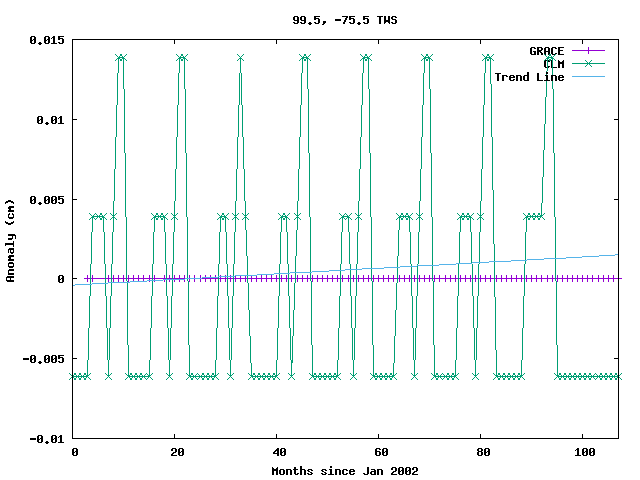 99.5, -75.5 TWS
GRACE
CLM
Trend Line
0.015
0.01
0.005
0
-0.005
-0.01
Anomaly (cm)
0 20 40 60 80 100
Months since Jan 2002